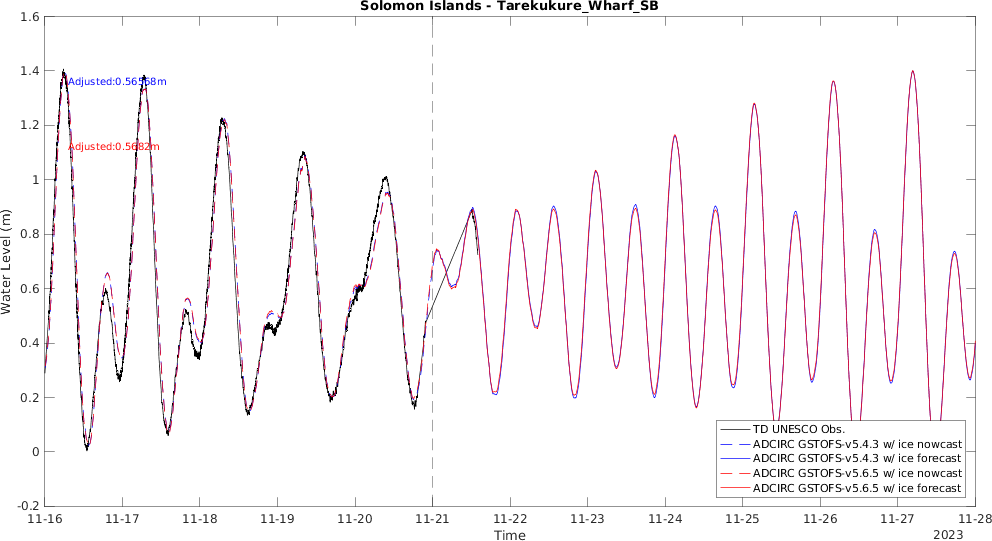 Solomon Islands - Tarekukure_Wharf_SB
1.6
1.4
1.2
1
0.8
0.6
0.4
0.2
0
-0.2
Water Level (m)
Adjusted:0.56568m
Adjusted:0.5682m
TD UNESCO Obs.
ADCIRC GSTOFS-v5.4.3 w/ ice nowcast
ADCIRC GSTOFS-v5.4.3 w/ ice forecast
ADCIRC GSTOFS-v5.6.5 w/ ice nowcast
ADCIRC GSTOFS-v5.6.5 w/ ice forecast
11-16 11-17 11-18 11-19 11-20 11-21 11-22 11-23 11-24 11-25 11-26 11-27 11-28
Time
2023